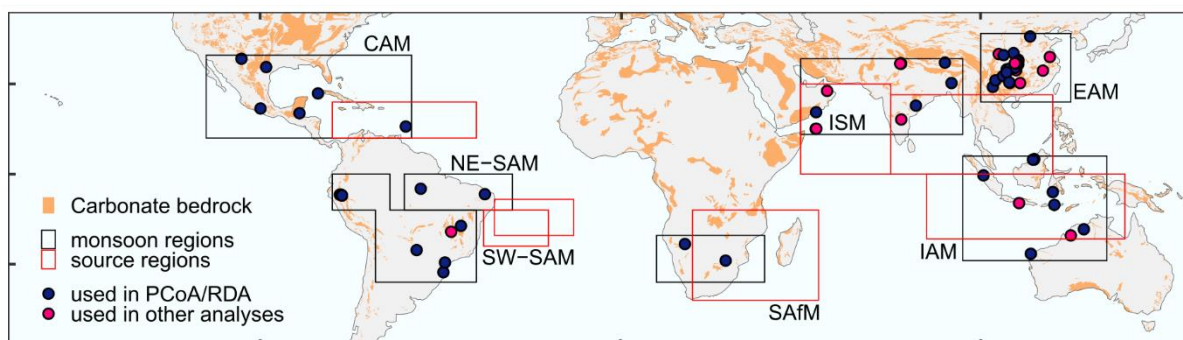 CAM
EAM
ISM
NE-SAM
Carbonate bedrock
monsoon regions
source regions
SW-SAM
IAM
used in PCoA/RDA
used in other analyses
SAfM